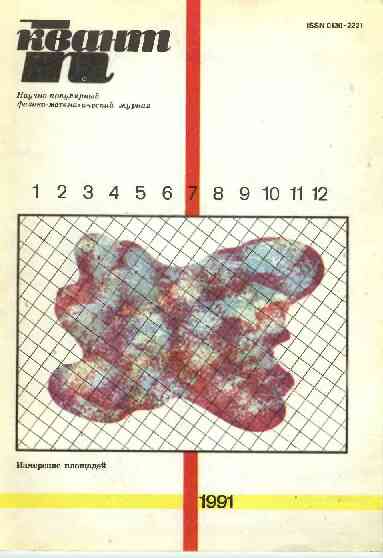 квант
ISSN 0130-2221
Научно-популярный
физико-математический журнал
1 2 3 4 5 6 7 8 9 10 11 12
Измерение площадей
1991